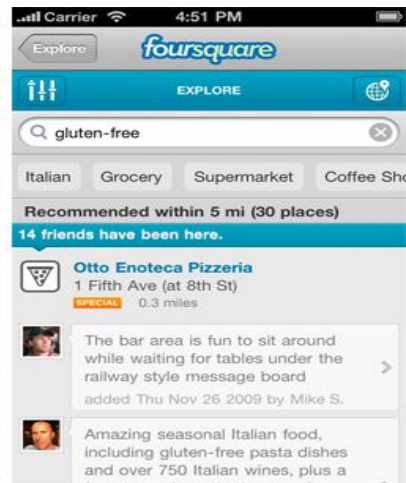 Carrier 4:51 PM
Explore foursquare
EXPLORE
gluten-free
Italian Grocery Supermarket Coffee Sho
Recommended within 5 mi (30 places)
14 friends have been here.
Otto Enoteca Pizzeria
1 Fifth Ave (at 8th St)
SPECIAL 0.3 miles
The bar area is fun to sit around
while waiting for tables under the
railway style message board
added Thu Nov 26 2009 by Mike S.
Amazing seasonal Italian food,
including gluten-free pasta dishes
and over 750 Italian wines, plus a